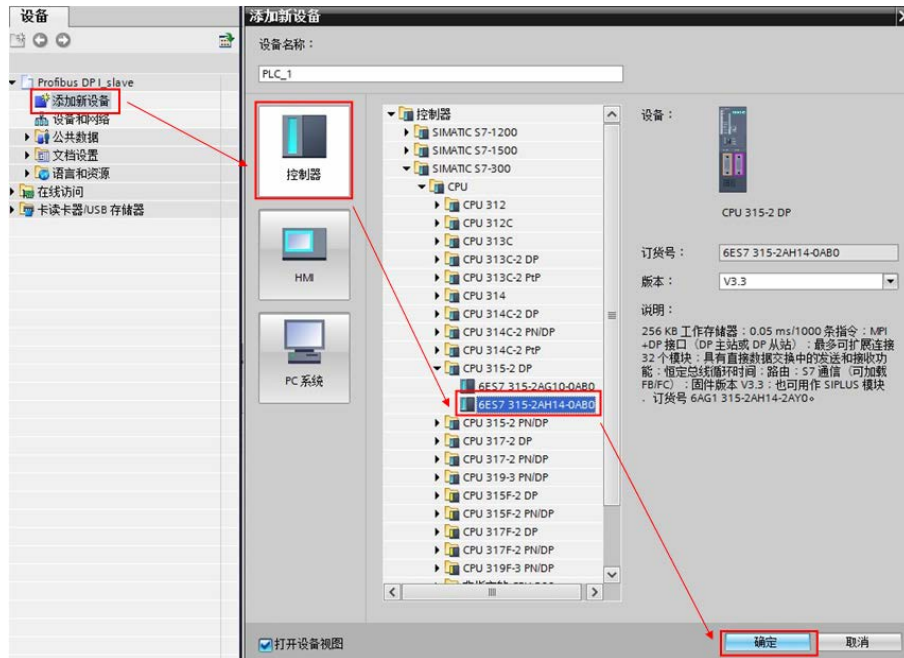 设备
添加新设备
设备名称：
PLC_1
Profibus DP I_slave
添加新设备
设备和网络
公共数据
文档设置
语言和资源
在线访问
卡读卡器/USB 存储器
控制器
HMI
PC 系统
控制器
SIMATIC S7-1200
SIMATIC S7-1500
SIMATIC S7-300
CPU
CPU 312
CPU 312C
CPU 313C
CPU 313C-2 DP
CPU 313C-2 PtP
CPU 314
CPU 314C-2 DP
CPU 314C-2 PN/DP
CPU 314C-2 PtP
CPU 315-2 DP
6ES7 315-2AG10-0AB0
6ES7 315-2AH14-0AB0
CPU 315-2 PN/DP
CPU 317-2 DP
CPU 317-2 PN/DP
CPU 319-3 PN/DP
CPU 315F-2 DP
CPU 315F-2 PN/DP
CPU 317F-2 DP
CPU 317F-2 PN/DP
CPU 319F-3 PN/DP
设备：
CPU 315-2 DP
订货号：
6ES7 315-2AH14-0AB0
版本：
V3.3
说明：
256 KB 工作存储器；0.05 ms/1000 条指令；MPI
+DP 接口（DP 主站或 DP 从站）；最多可扩展连接
32 个模块；具有直接数据交换中的发送和接收功
能；恒定总线循环时间；路由；S7 通信（可加载
FB/FC）；固件版本 V3.3；也可用作 SIPLUS 模块
，订货号 6AG1 315-2AH14-2AY0。
打开设备视图
确定
取消